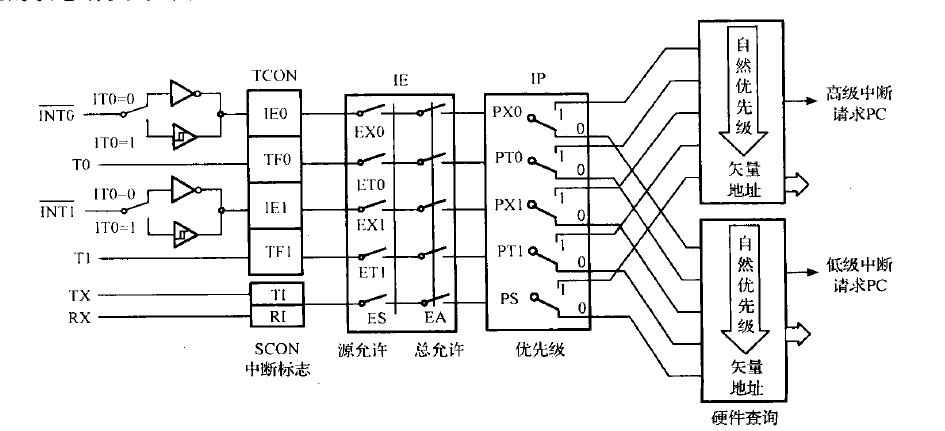 TCON
IE
IP
INT0
IT0=0
IT0=1
IE0
EX0
PX0
1
0
T0
TF0
ET0
PT0
1
0
INT1
IT0=0
IT0=1
IE1
EX1
PX1
1
0
T1
TF1
ET1
PT1
1
0
TX
RX
TI
RI
ES
EA
PS
1
0
SCON
中断标志
源允许
总允许
优先级
自然优先级
矢量
地址
高级中断
请求PC
自然优先级
矢量
地址
低级中断
请求PC
硬件查询